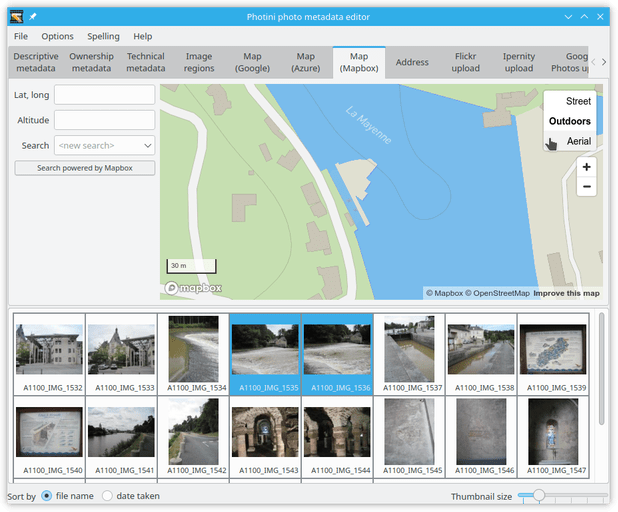 Photini photo metadata editor
File Options Spelling Help
Descriptive metadata
Ownership metadata
Technical metadata
Image regions
Map (Google)
Map (Azure)
Map (Mapbox)
Address
Flickr upload
Ipernity upload
Goog
Photos up
Lat, long
Altitude
Search <new search>
Search powered by Mapbox
La Mayenne
Street
Outdoors
Aerial
+
−
30 m
mapbox
© Mapbox © OpenStreetMap Improve this map
A1100_IMG_1532 A1100_IMG_1533 A1100_IMG_1534 A1100_IMG_1535 A1100_IMG_1536 A1100_IMG_1537 A1100_IMG_1538 A1100_IMG_1539
A1100_IMG_1540 A1100_IMG_1541 A1100_IMG_1542 A1100_IMG_1543 A1100_IMG_1544 A1100_IMG_1545 A1100_IMG_1546 A1100_IMG_1547
Sort by file name date taken Thumbnail size